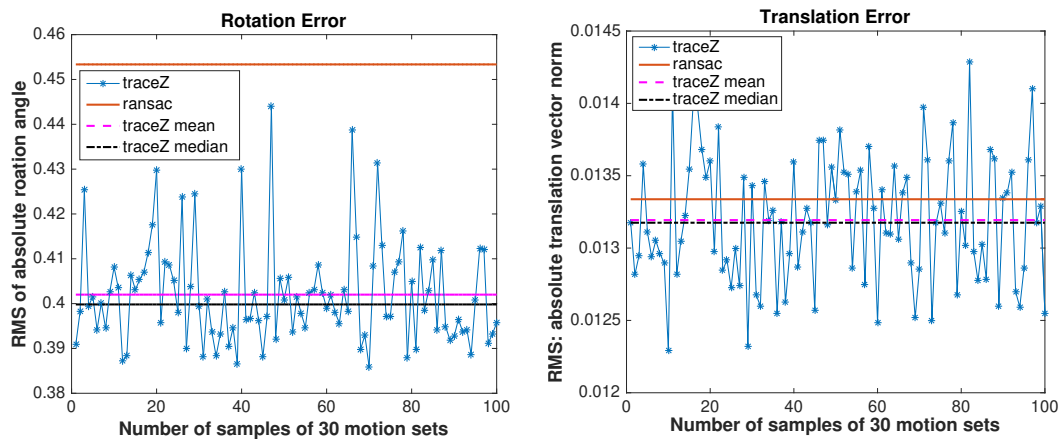 Rotation Error
RMS of absolute roation angle
0.46
0.45
0.44
0.43
0.42
0.41
0.4
0.39
0.38
traceZ
ransac
traceZ mean
traceZ median
0
20
40
60
80
100
Number of samples of 30 motion sets
Translation Error
RMS: absolute translation vector norm
0.0145
0.014
0.0135
0.013
0.0125
0.012
traceZ
ransac
traceZ mean
traceZ median
0
20
40
60
80
100
Number of samples of 30 motion sets